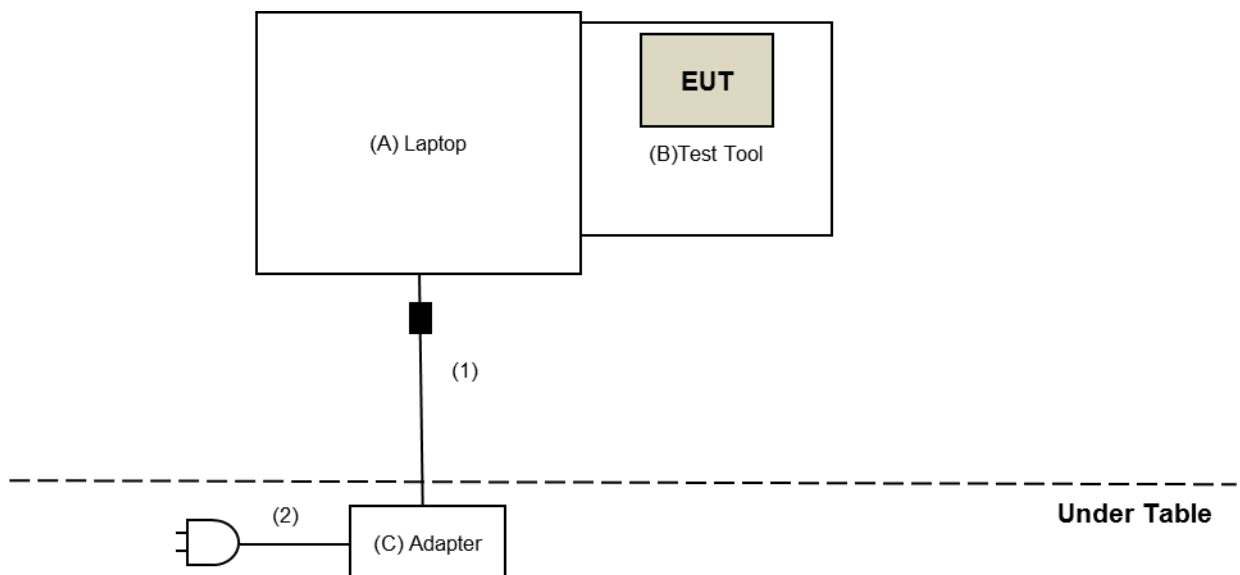 EUT
(A) Laptop
(B)Test Tool
(1)
Under Table
(2)
(C) Adapter